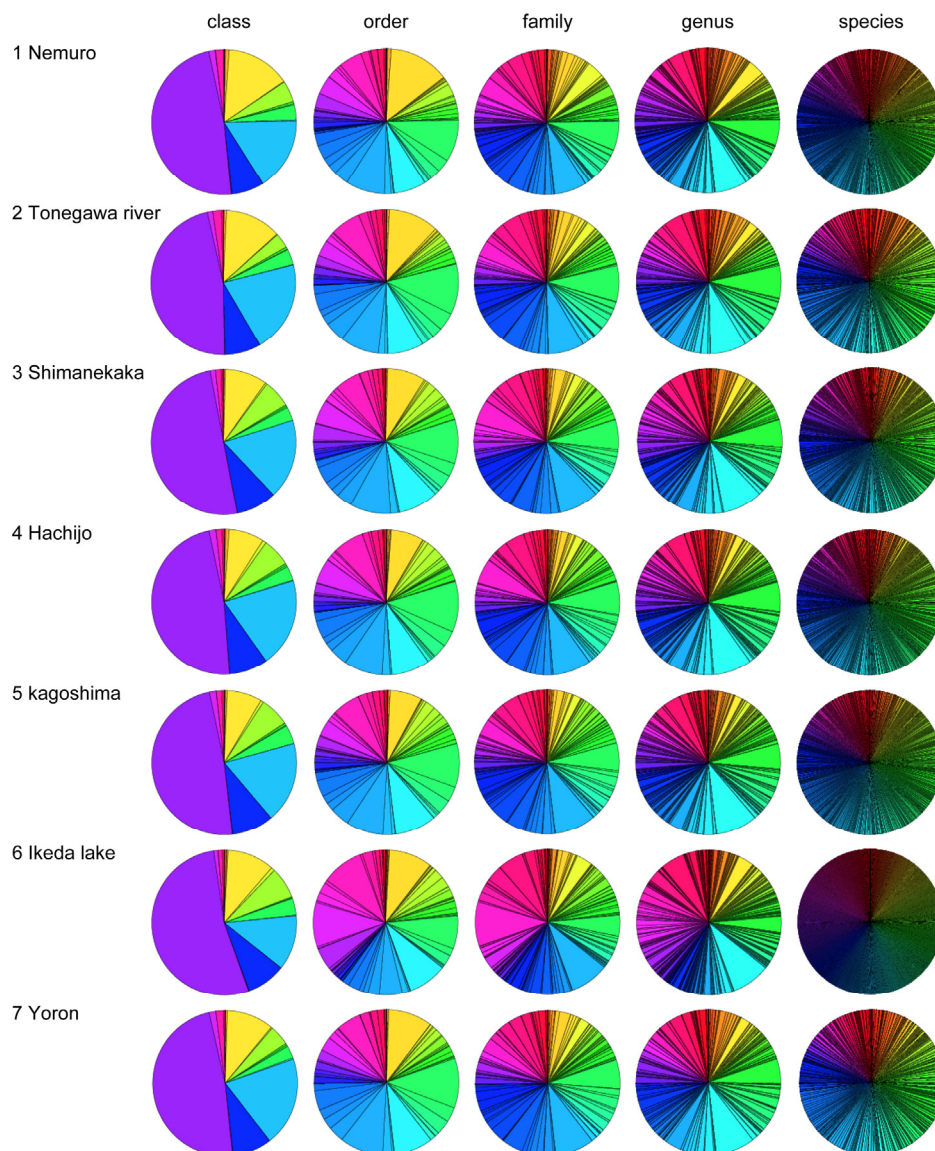 class order family genus species
1 Nemuro
2 Tonegawa river
3 Shimanekaka
4 Hachijo
5 kagoshima
6 Ikeda lake
7 Yoron